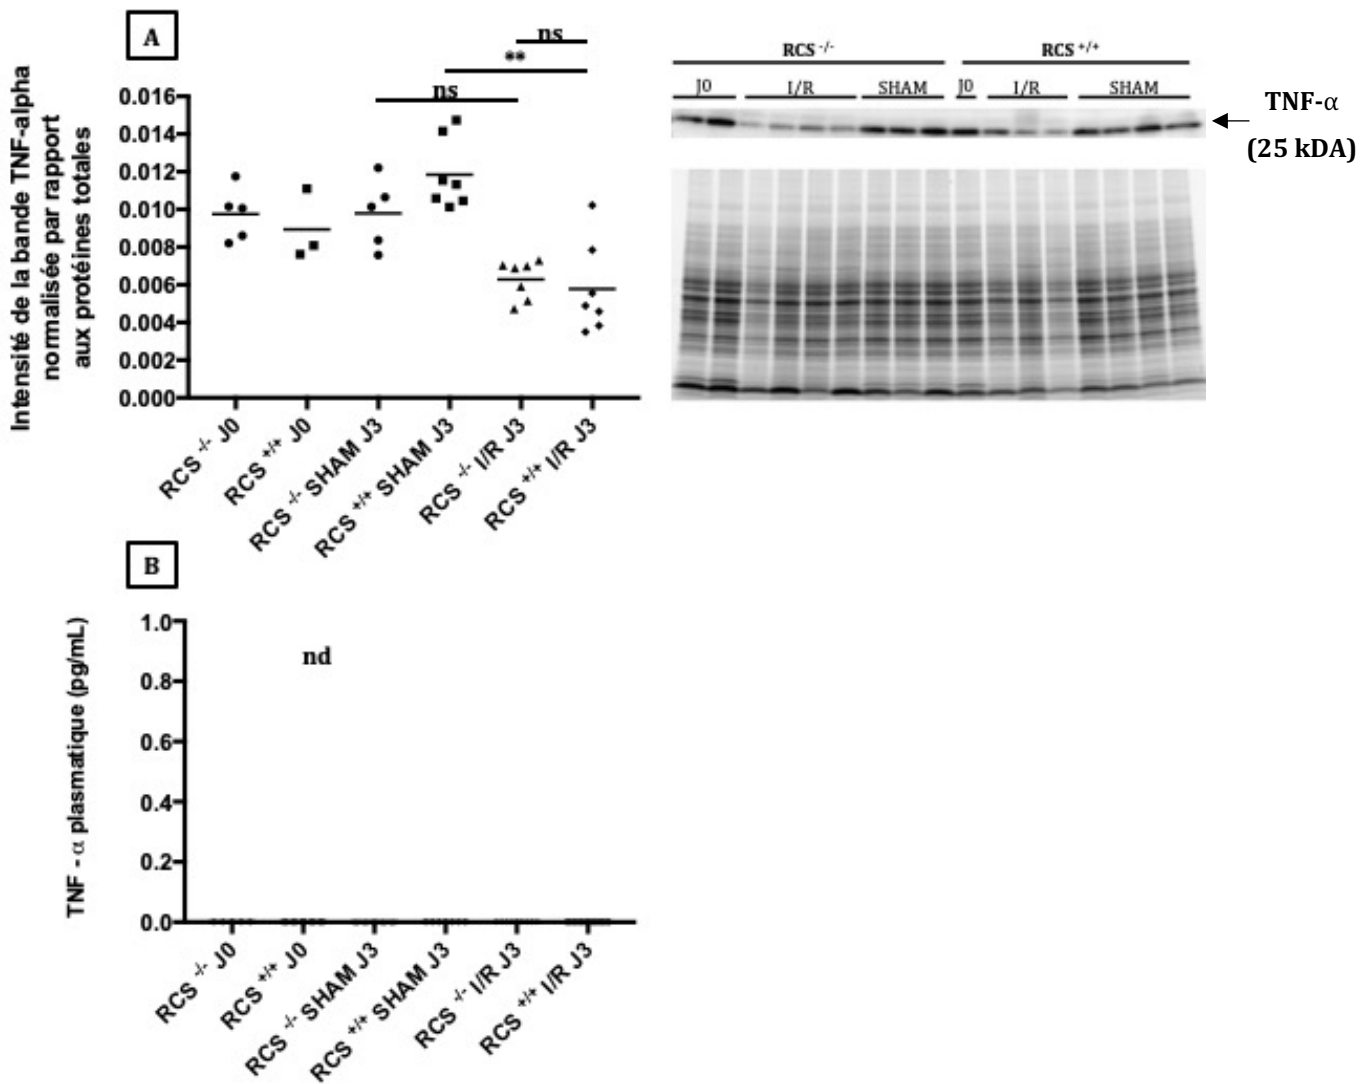 A
ns
**
ns
Intensité de la bande TNF-alpha
normalisée par rapport
aux protéines totales
0.016
0.014
0.012
0.010
0.008
0.006
0.004
0.002
0.000
RCS -/- J0
RCS +/+ J0
RCS -/- SHAM J3
RCS +/+ SHAM J3
RCS -/- I/R J3
RCS +/+ I/R J3
RCS -/-
RCS +/+
J0
I/R
SHAM
J0
I/R
SHAM
TNF-α
(25 kDA)
B
TNF - α plasmatique (pg/mL)
1.0
0.8
0.6
0.4
0.2
0.0
nd
RCS -/- J0
RCS +/+ J0
RCS -/- SHAM J3
RCS +/+ SHAM J3
RCS -/- I/R J3
RCS +/+ I/R J3